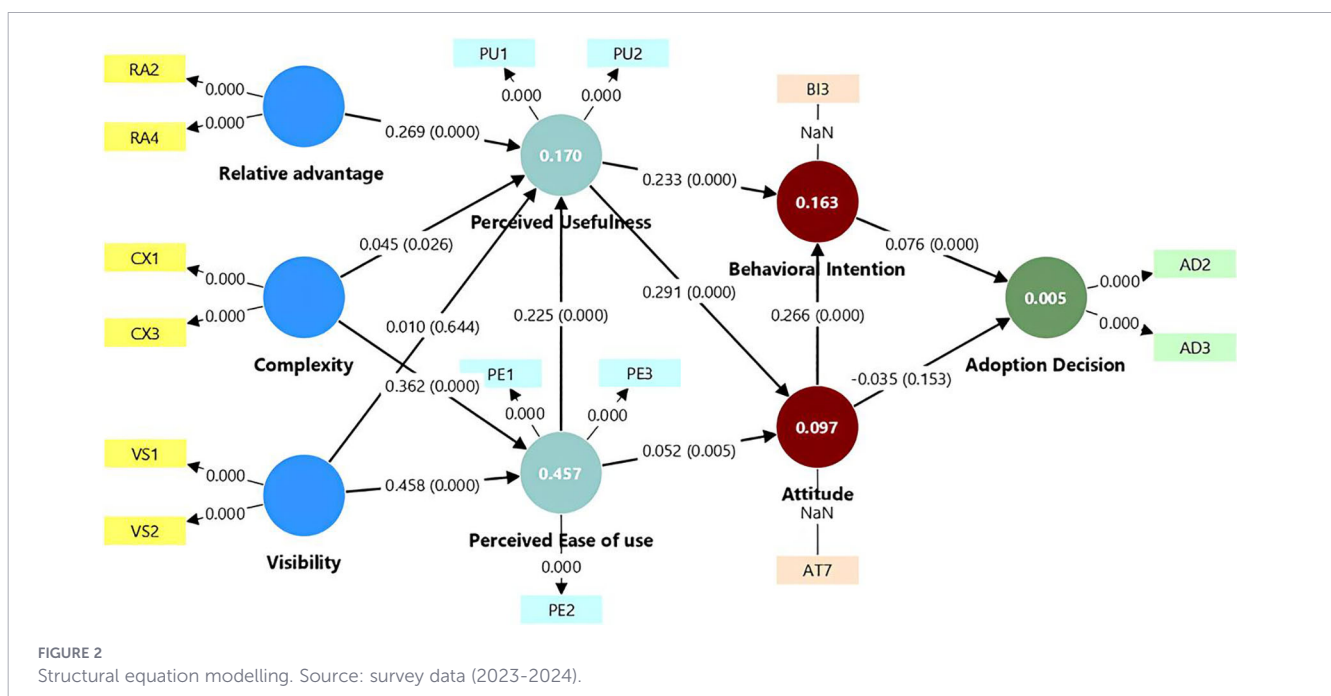 RA2
0.000
0.000
RA4
Relative advantage
CX1
0.000
0.000
CX3
Complexity
VS1
0.000
0.000
VS2
Visibility
0.269 (0.000)
0.045 (0.026)
0.010 (0.644)
0.362 (0.000)
0.458 (0.000)
PU1
PU2
0.000
0.000
0.170
Perceived Usefulness
0.225 (0.000)
PE1
PE3
0.000
0.000
0.457
Perceived Ease of use
0.000
PE2
0.233 (0.000)
0.291 (0.000)
0.052 (0.005)
BI3
NaN
0.163
Behavioral Intention
0.266 (0.000)
0.097
Attitude
NaN
AT7
0.076 (0.000)
-0.035 (0.153)
0.005
Adoption Decision
0.000
AD2
0.000
AD3
FIGURE 2
Structural equation modelling. Source: survey data (2023-2024).